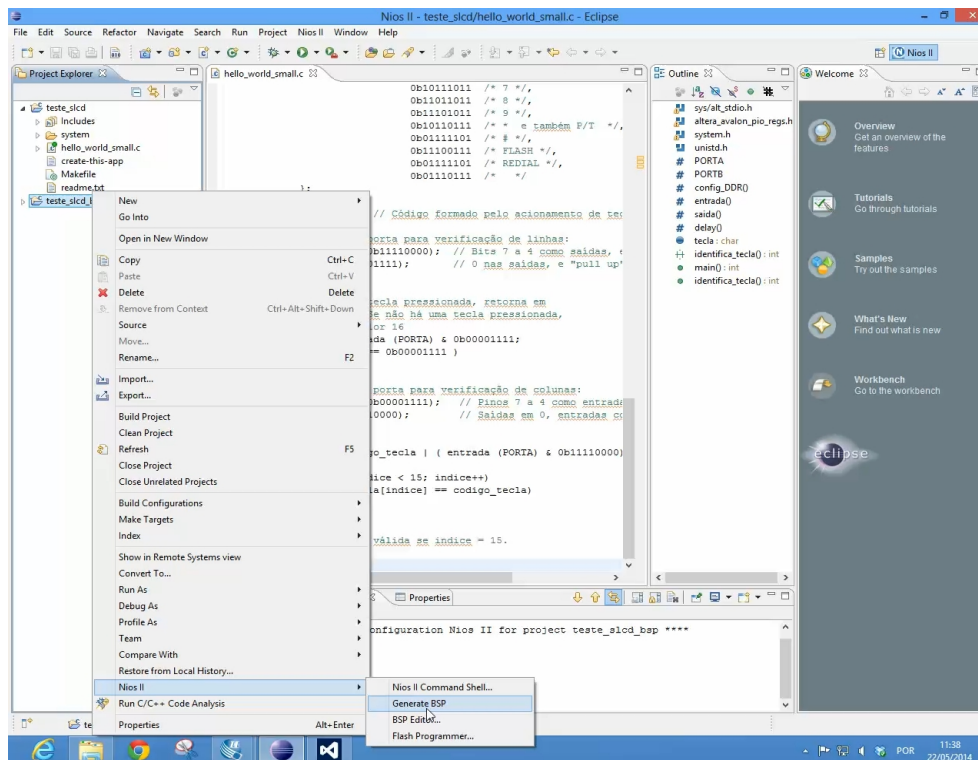 Nios II - teste_slcd/hello_world_small.c - Eclipse
File Edit Source Refactor Navigate Search Run Project Nios II Window Help
Nios II
Project Explorer
teste_slcd
Includes
system
hello_world_small.c
create-this-app
Makefile
readme.txt
teste_slcd_b
hello_world_small.c
0b10111011 /* 7 */,
0b11011011 /* 8 */,
0b11101011 /* 9 */,
0b10110111 /* * e também P/T */,
0b01111101 /* # */,
0b11100111 /* FLASH */,
0b01111101 /* REDIAL */,
0b01110111 /* */
};
// Código formado pelo acionamento de tec
porta para verificação de linhas:
0b11110000); // Bits 7 a 4 como saídas, e
01111); // 0 nas saídas, e "pull up"
tecla pressionada, retorna em
Se não há uma tecla pressionada,
lor 16
ada (PORTA) & 0b00001111;
== 0b00001111 )
porta para verificação de colunas:
0b00001111); // Pinos 7 a 4 como entrada
10000); // Saídas em 0, entradas co
go_tecla | ( entrada (PORTA) & 0b11110000)
dice < 15; indice++)
la[indice] == codigo_tecla)
válida se indice = 15.
Outline
sys/alt_stdio.h
altera_avalon_pio_regs.h
system.h
unistd.h
PORTA
PORTB
config_DDR()
entrada()
saida()
delay()
tecla : char
identifica_tecla() : int
main() : int
identifica_tecla() : int
Welcome
Overview
Get an overview of the features
Tutorials
Go through tutorials
Samples
Try out the samples
What's New
Find out what is new
Workbench
Go to the workbench
eclipse
New
Go Into
Open in New Window
Copy Ctrl+C
Paste Ctrl+V
Delete Delete
Remove from Context Ctrl+Alt+Shift+Down
Source
Move...
Rename... F2
Import...
Export...
Build Project
Clean Project
Refresh F5
Close Project
Close Unrelated Projects
Build Configurations
Make Targets
Index
Show in Remote Systems view
Convert To...
Run As
Debug As
Profile As
Team
Compare With
Restore from Local History...
Nios II
Run C/C++ Code Analysis
Properties Alt+Enter
Nios II Command Shell...
Generate BSP
BSP Editor...
Flash Programmer...
Properties
onfiguration Nios II for project teste_slcd_bsp ****
te
POR
11:38
22/05/2014